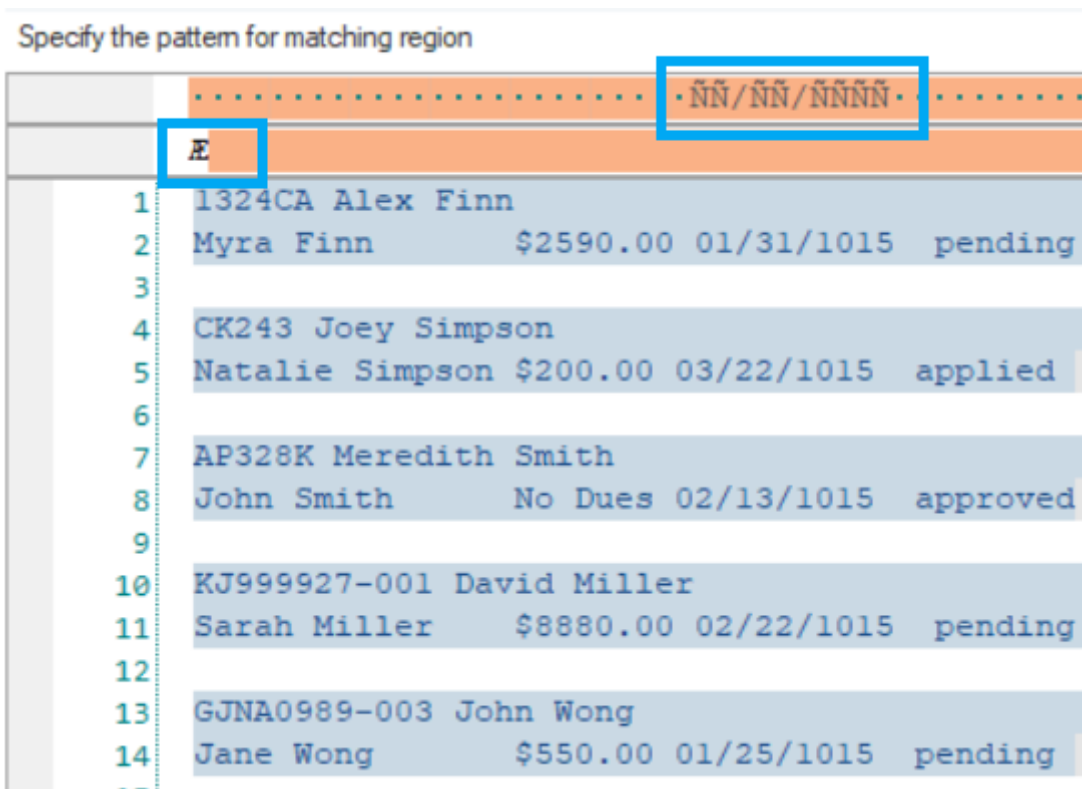 Specify the pattern for matching region
· · · · · · · · · · · · · · · · · · · · · · · · · · ·ÑÑ/ÑÑ/ÑÑÑÑ· · · · · · · · ·
Æ
1 1324CA Alex Finn
2 Myra Finn $2590.00 01/31/1015 pending
3
4 CK243 Joey Simpson
5 Natalie Simpson $200.00 03/22/1015 applied
6
7 AP328K Meredith Smith
8 John Smith No Dues 02/13/1015 approved
9
10 KJ999927-001 David Miller
11 Sarah Miller $8880.00 02/22/1015 pending
12
13 GJNA0989-003 John Wong
14 Jane Wong $550.00 01/25/1015 pending